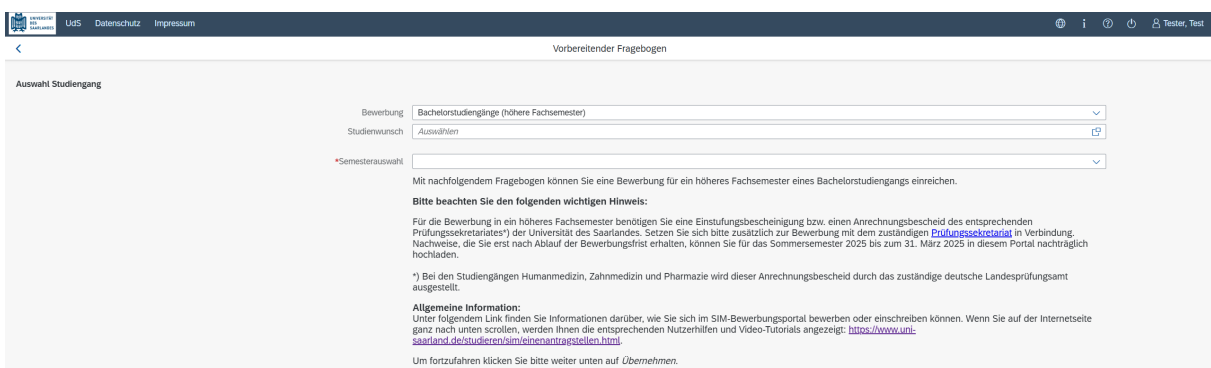 UNIVERSITÄT
DES
SAARLANDES
UdS Datenschutz Impressum
Tester, Test
Vorbereitender Fragebogen
Auswahl Studiengang
Bewerbung Bachelorstudiengänge (höhere Fachsemester)
Studienwunsch Auswählen
*Semesterauswahl
Mit nachfolgendem Fragebogen können Sie eine Bewerbung für ein höheres Fachsemester eines Bachelorstudiengangs einreichen.
Bitte beachten Sie den folgenden wichtigen Hinweis:
Für die Bewerbung in ein höheres Fachsemester benötigen Sie eine Einstufungsbescheinigung bzw. einen Anrechnungsbescheid des entsprechenden
Prüfungssekretariates*) der Universität des Saarlandes. Setzen Sie sich bitte zusätzlich zur Bewerbung mit dem zuständigen Prüfungssekretariat in Verbindung.
Nachweise, die Sie erst nach Ablauf der Bewerbungsfrist erhalten, können Sie für das Sommersemester 2025 bis zum 31. März 2025 in diesem Portal nachträglich
hochladen.
*) Bei den Studiengängen Humanmedizin, Zahnmedizin und Pharmazie wird dieser Anrechnungsbescheid durch das zuständige deutsche Landesprüfungsamt
ausgestellt.
Allgemeine Information:
Unter folgendem Link finden Sie Informationen darüber, wie Sie sich im SIM-Bewerbungsportal bewerben oder einschreiben können. Wenn Sie auf der Internetseite
ganz nach unten scrollen, werden Ihnen die entsprechenden Nutzerhilfen und Video-Tutorials angezeigt: https://www.uni-
saarland.de/studieren/sim/einenantragstellen.html.
Um fortzufahren klicken Sie bitte weiter unten auf Übernehmen.